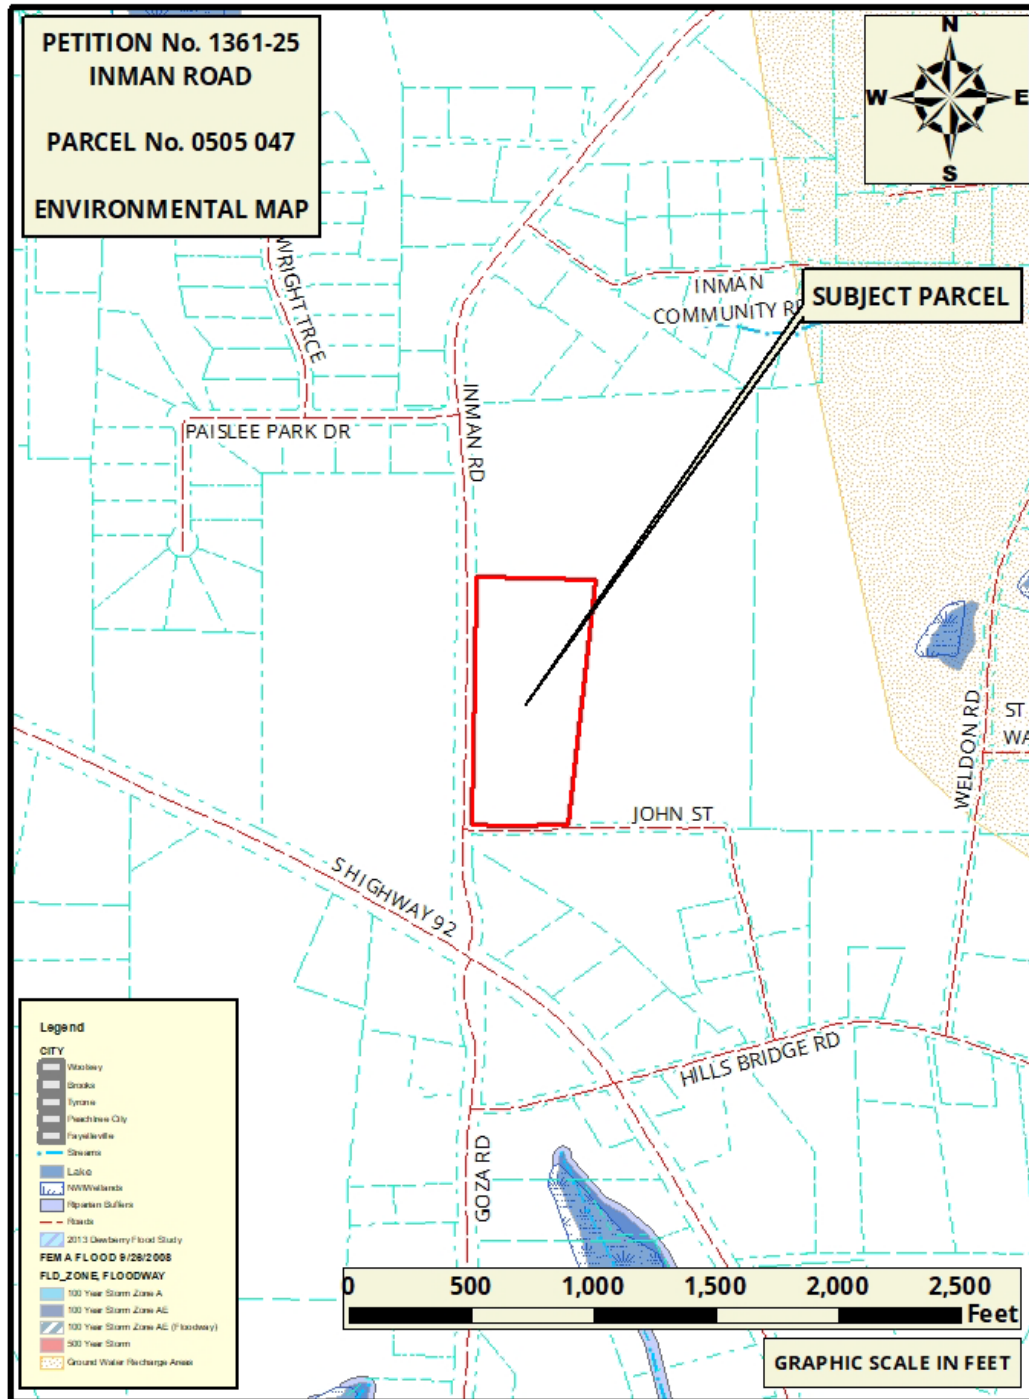 PETITION No. 1361-25
INMAN ROAD
PARCEL No. 0505 047
ENVIRONMENTAL MAP
N
W
E
S
WRIGHT TRCE
INMAN
COMMUNITY
SUBJECT PARCEL
INMAN RD
PAISLEE PARK DR
WELDON RD
ST
WA
JOHN ST
S HIGHWAY 92
HILLS BRIDGE RD
GOZA RD
Legend
CITY
Woolsey
Brooks
Tyrone
Peachtree City
Fayetteville
Streams
Lake
NWIWetlands
Riparian Buffers
Roads
2013 Dewberry Flood Study
FEMA FLOOD 9/26/2008
FLD_ZONE, FLOODWAY
100 Year Storm Zone A
100 Year Storm Zone AE
100 Year Storm Zone AE (Floodway)
500 Year Storm
Ground Water Recharge Areas
0 500 1,000 1,500 2,000 2,500
Feet
GRAPHIC SCALE IN FEET